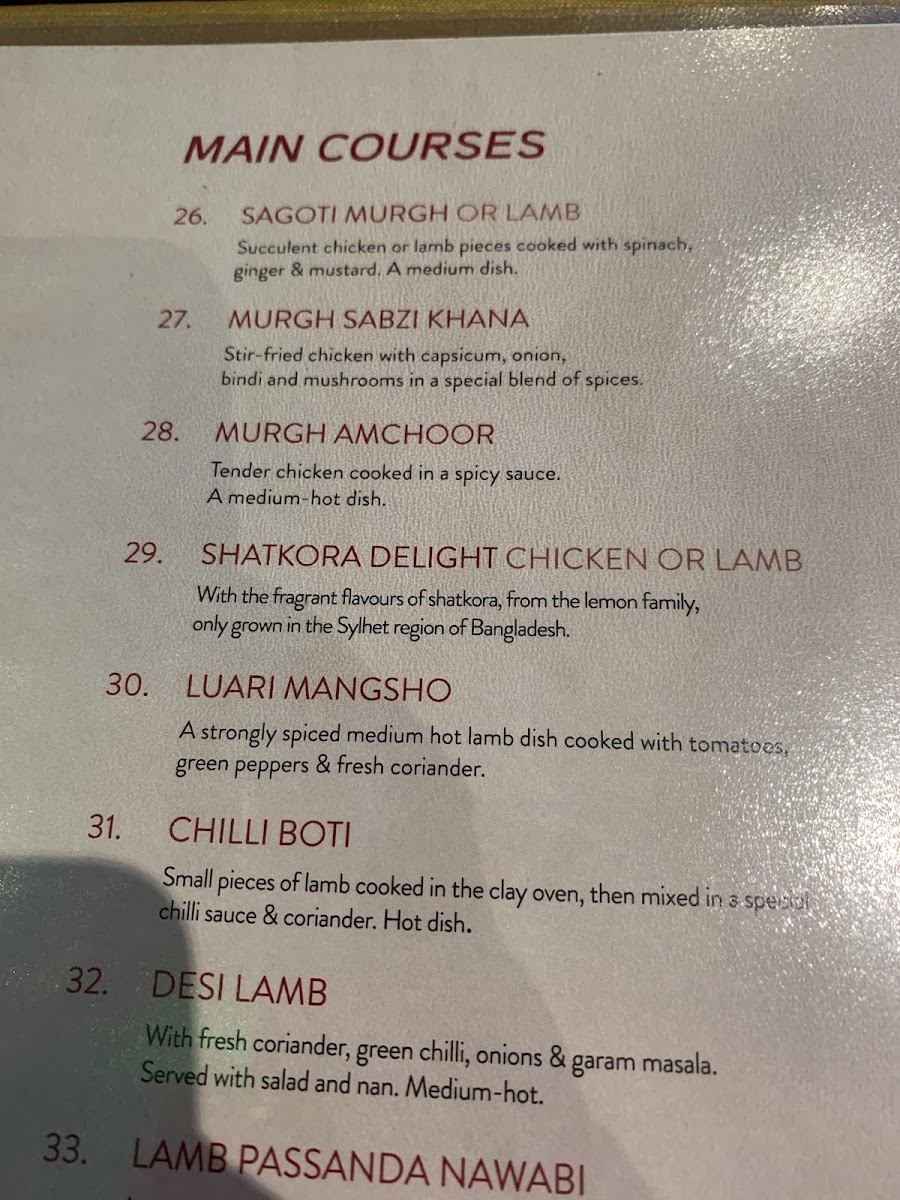 MAIN COURSES
26. SAGOTI MURGH OR LAMB
Succulent chicken or lamb pieces cooked with spinach,
ginger & mustard. A medium dish.
27. MURGH SABZI KHANA
Stir-fried chicken with capsicum, onion,
bindi and mushrooms in a special blend of spices.
28. MURGH AMCHOOR
Tender chicken cooked in a spicy sauce.
A medium-hot dish.
29. SHATKORA DELIGHT CHICKEN OR LAMB
With the fragrant flavours of shatkora, from the lemon family,
only grown in the Sylhet region of Bangladesh.
30. LUARI MANGSHO
A strongly spiced medium hot lamb dish cooked with tomatoes,
green peppers & fresh coriander.
31. CHILLI BOTI
Small pieces of lamb cooked in the clay oven, then mixed in a special
chilli sauce & coriander. Hot dish.
32. DESI LAMB
With fresh coriander, green chilli, onions & garam masala.
Served with salad and nan. Medium-hot.
33. LAMB PASSANDA NAWABI